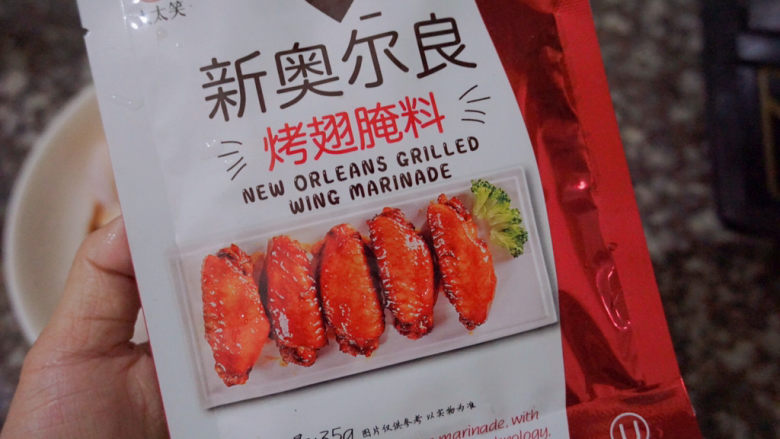 太笑
新奥尔良
烤翅腌料
NEW ORLEANS GRILLED
WING MARINADE
35g 图片仅供参考 以实物为准
marinade, with